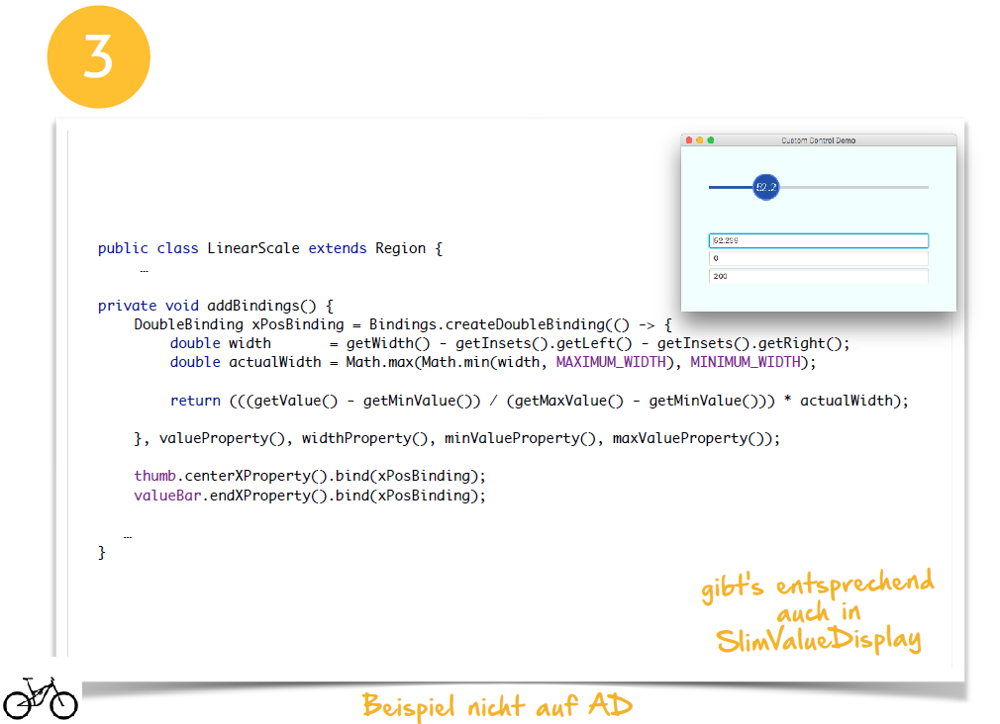 3
Custom Control Demo
52.2
52.239
0
200
public class LinearScale extends Region {
…
private void addBindings() {
DoubleBinding xPosBinding = Bindings.createDoubleBinding(() -> {
double width = getWidth() - getInsets().getLeft() - getInsets().getRight();
double actualWidth = Math.max(Math.min(width, MAXIMUM_WIDTH), MINIMUM_WIDTH);
return (((getValue() - getMinValue()) / (getMaxValue() - getMinValue())) * actualWidth);
}, valueProperty(), widthProperty(), minValueProperty(), maxValueProperty());
thumb.centerXProperty().bind(xPosBinding);
valueBar.endXProperty().bind(xPosBinding);
…
}
gibt's entsprechend
auch in
SlimValueDisplay
Beispiel nicht auf AD